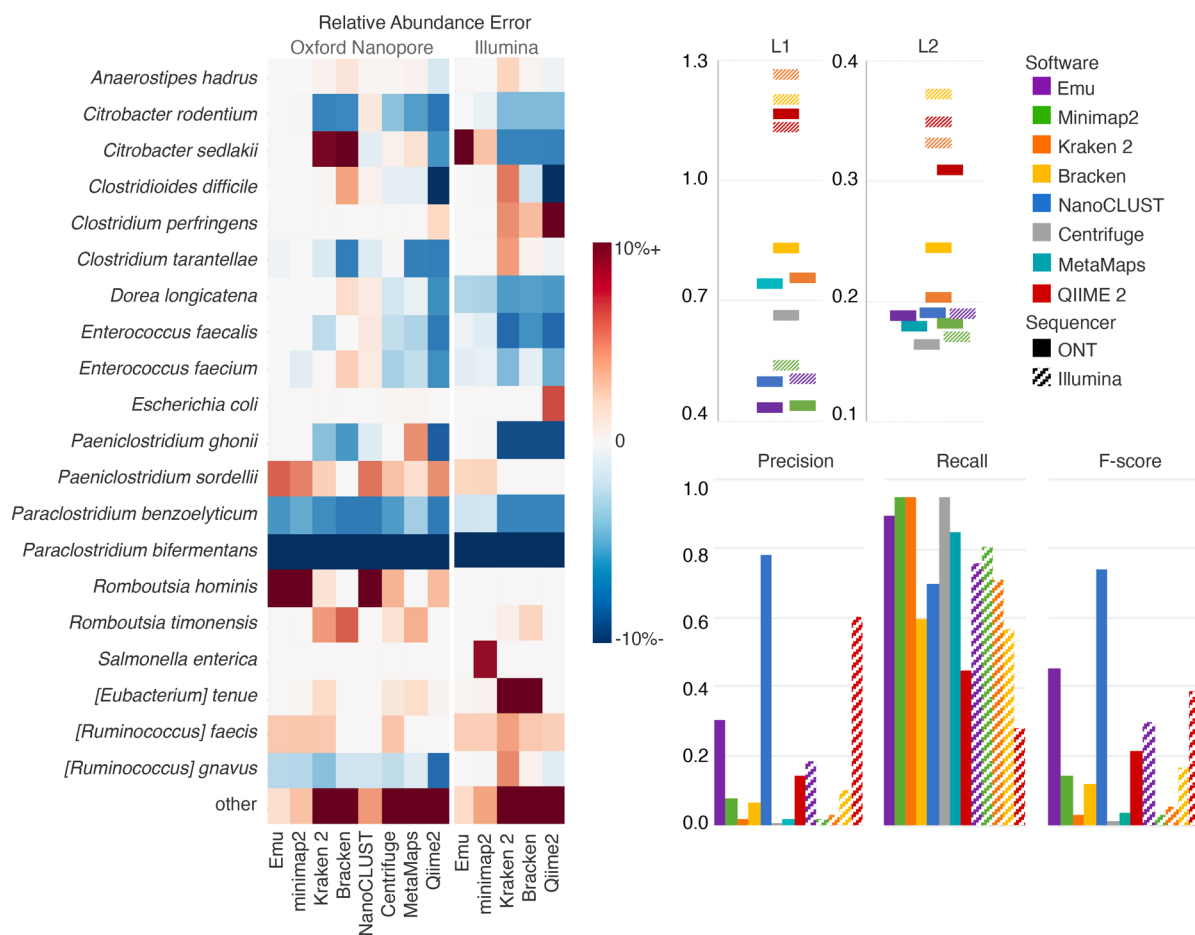 Relative Abundance Error
Oxford Nanopore Illumina
Anaerostipes hadrus
Citrobacter rodentium
Citrobacter sedlakii
Clostridioides difficile
Clostridium perfringens
Clostridium tarantellae
Dorea longicatena
Enterococcus faecalis
Enterococcus faecium
Escherichia coli
Paeniclostridium ghonii
Paeniclostridium sordellii
Paraclostridium benzoelyticum
Paraclostridium bifermentans
Romboutsia hominis
Romboutsia timonensis
Salmonella enterica
[Eubacterium] tenue
[Ruminococcus] faecis
[Ruminococcus] gnavus
other
Emu
minimap2
Kraken 2
Bracken
NanoCLUST
Centrifuge
MetaMaps
Qiime2
Emu
minimap2
Kraken 2
Bracken
Qiime2
10%+
0
-10%-
L1
1.3
1.0
0.7
0.4
L2
0.4
0.3
0.2
0.1
Software
Emu
Minimap2
Kraken 2
Bracken
NanoCLUST
Centrifuge
MetaMaps
QIIME 2
Sequencer
ONT
Illumina
Precision Recall F-score
1.0
0.8
0.6
0.4
0.2
0.0